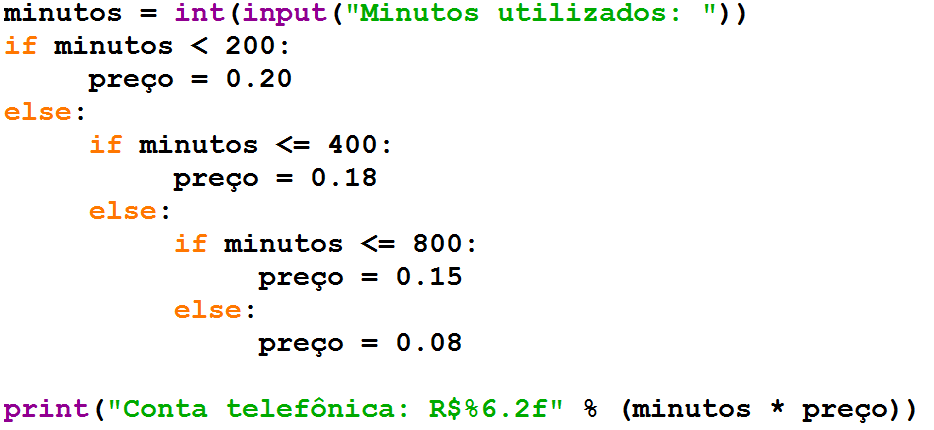 minutos = int(input("Minutos utilizados: "))
if minutos < 200:
     preço = 0.20
else:
     if minutos <= 400:
          preço = 0.18
     else:
          if minutos <= 800:
               preço = 0.15
          else:
               preço = 0.08

print("Conta telefônica: R$%6.2f" % (minutos * preço))